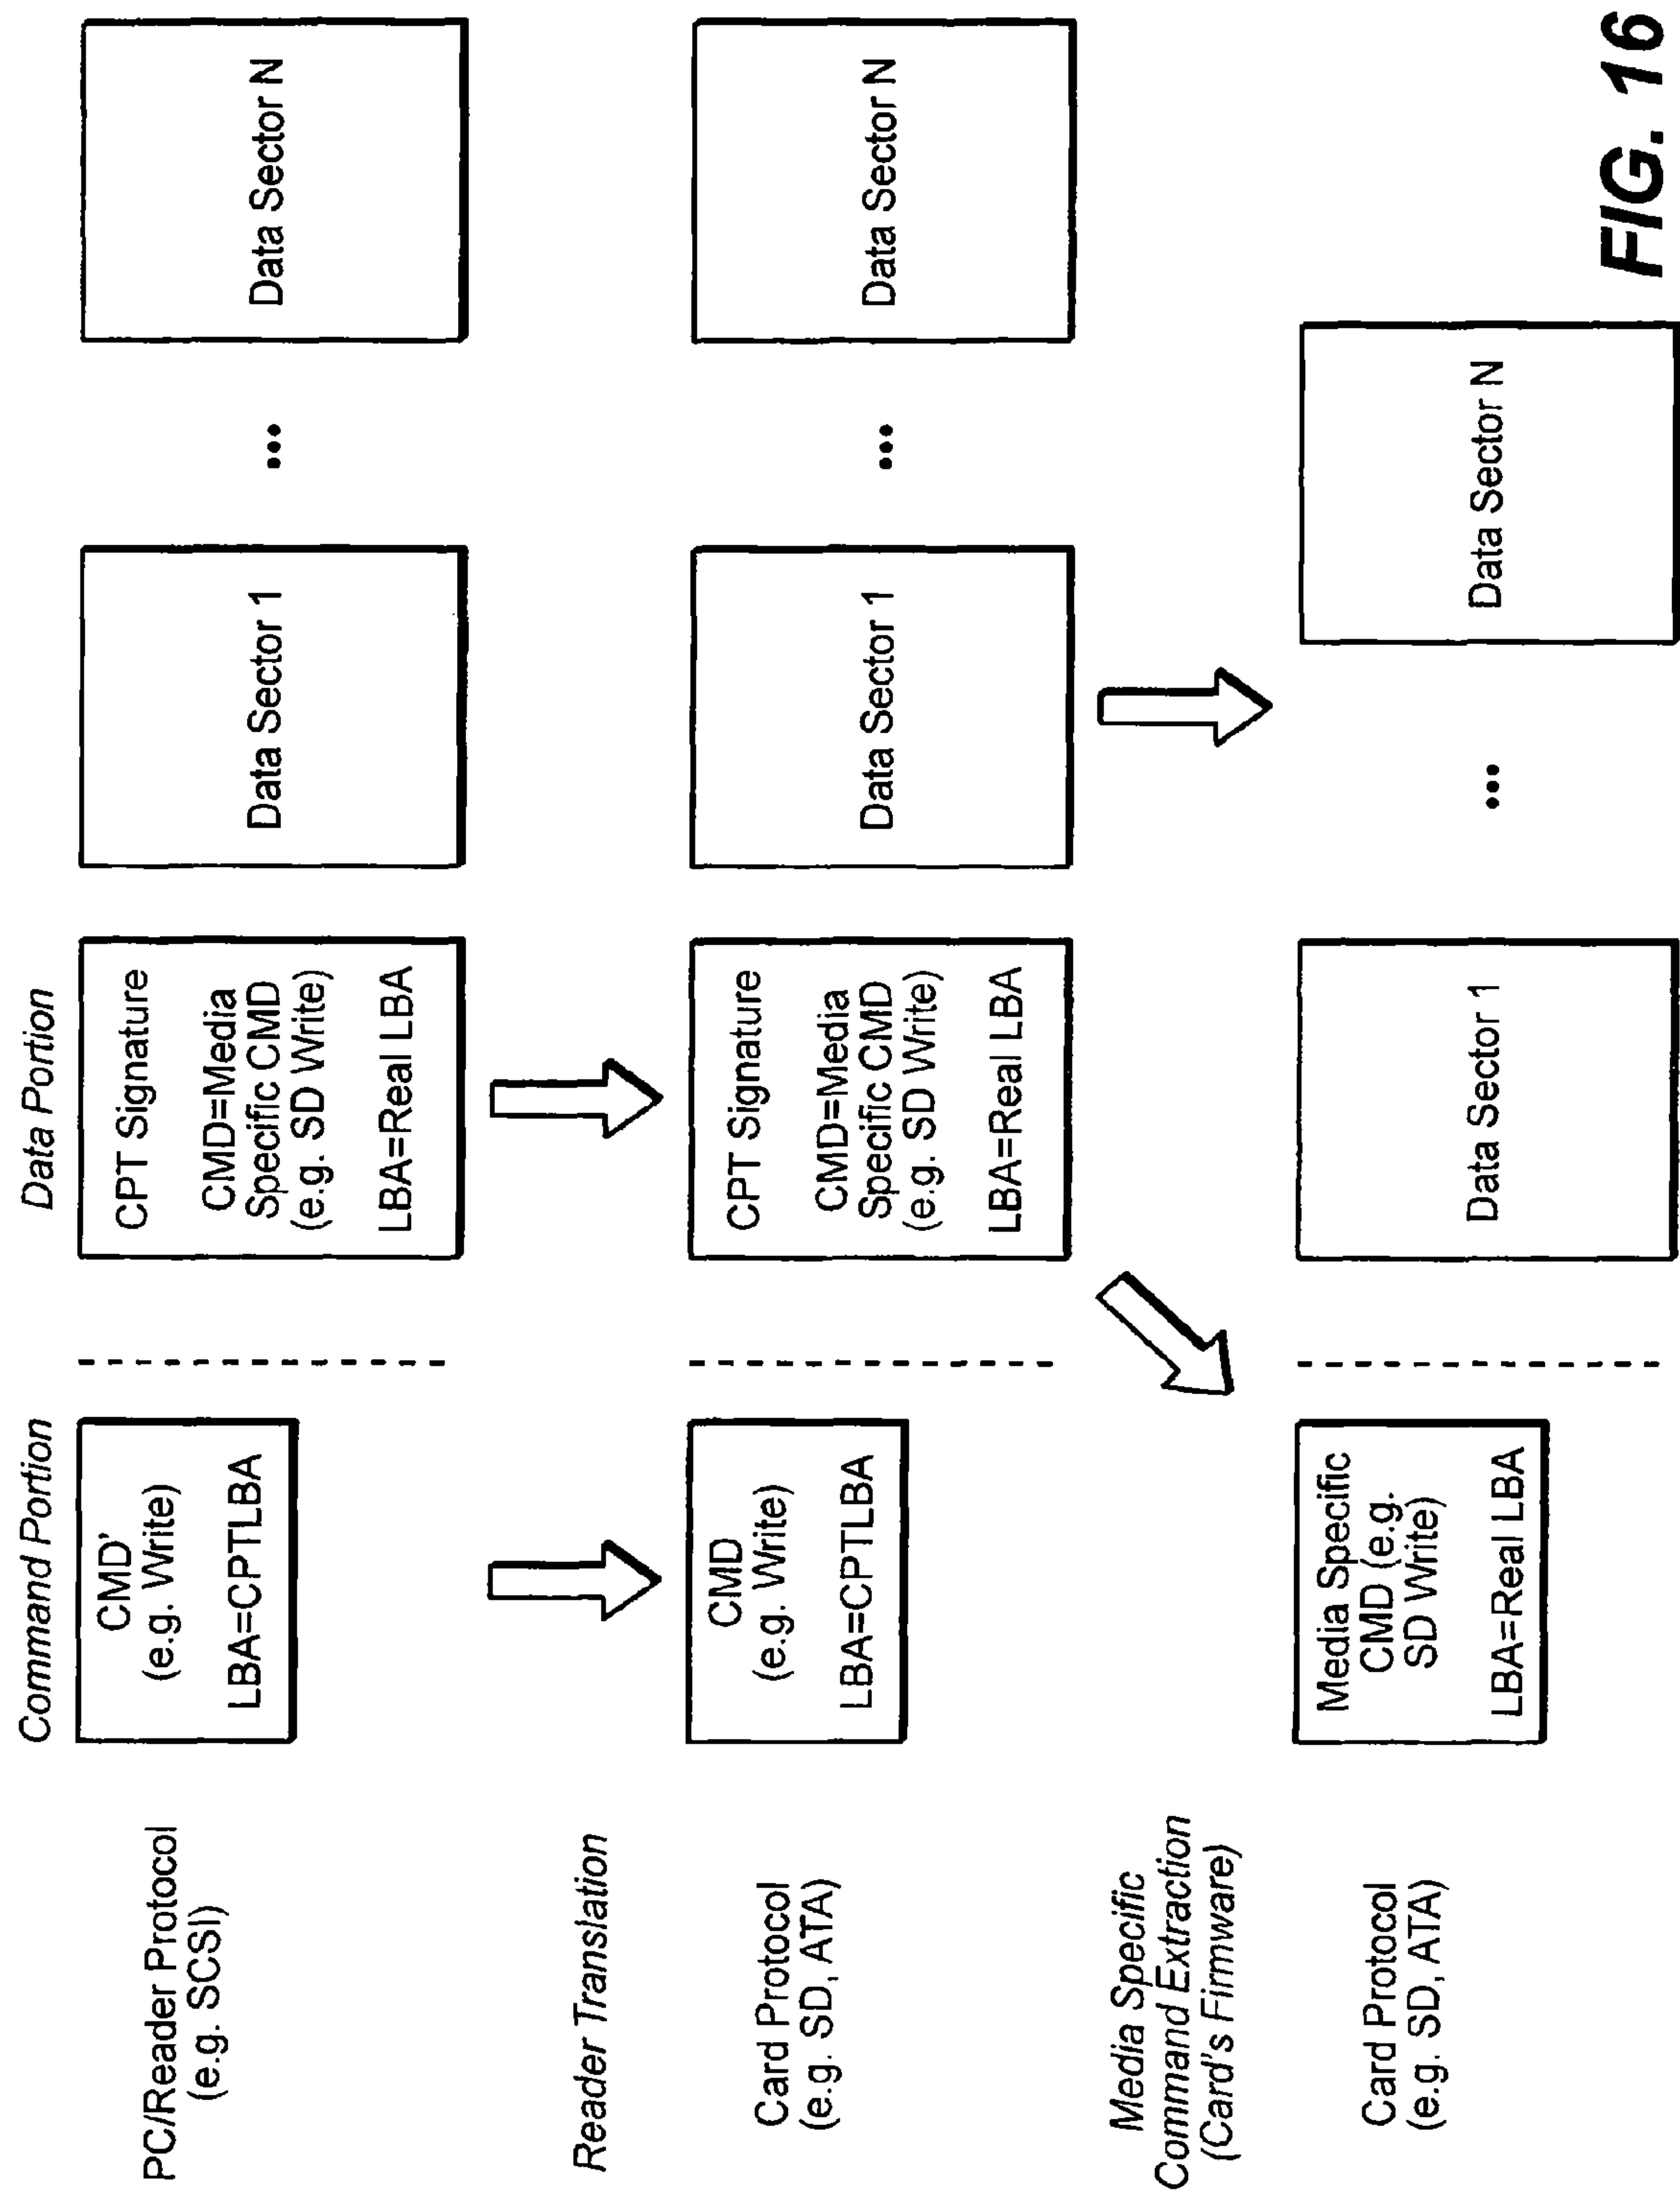 Command Portion
Data Portion
PC/Reader Protocol
(e.g. SCSI)
CMD'
(e.g. Write)
LBA=CPTLBA
CPT Signature
CMD=Media
Specific CMD
(e.g. SD Write)
LBA=Real LBA
Data Sector 1
...
Data Sector N
Reader Translation
Card Protocol
(e.g. SD, ATA)
CMD
(e.g. Write)
LBA=CPTLBA
CPT Signature
CMD=Media
Specific CMD
(e.g. SD Write)
LBA=Real LBA
Data Sector 1
...
Data Sector N
Media Specific
Command Extraction
(Card's Firmware)
Card Protocol
(e.g. SD, ATA)
Media Specific
CMD (e.g.
SD Write)
LBA=Real LBA
Data Sector 1
...
Data Sector N
FIG. 16